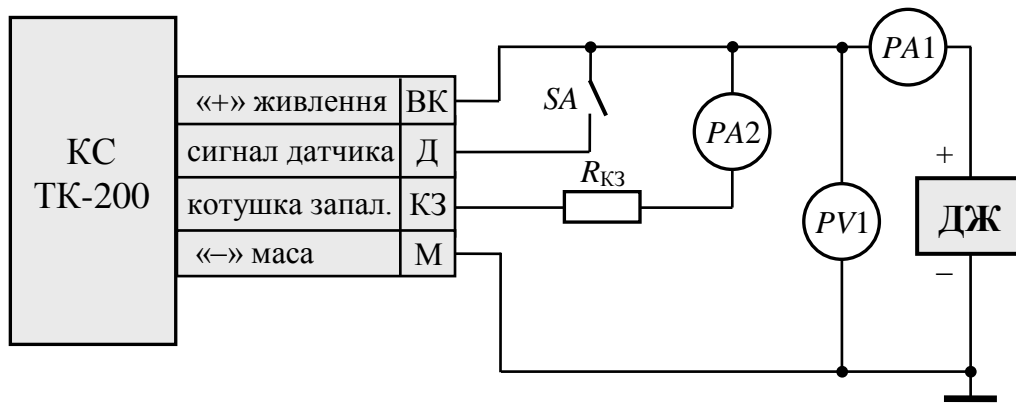 КС
ТК-200
«+» живлення ВК
сигнал датчика Д
котушка запал. КЗ
«–» маса М
SA
RКЗ
PA2
PV1
PA1
+
ДЖ
–